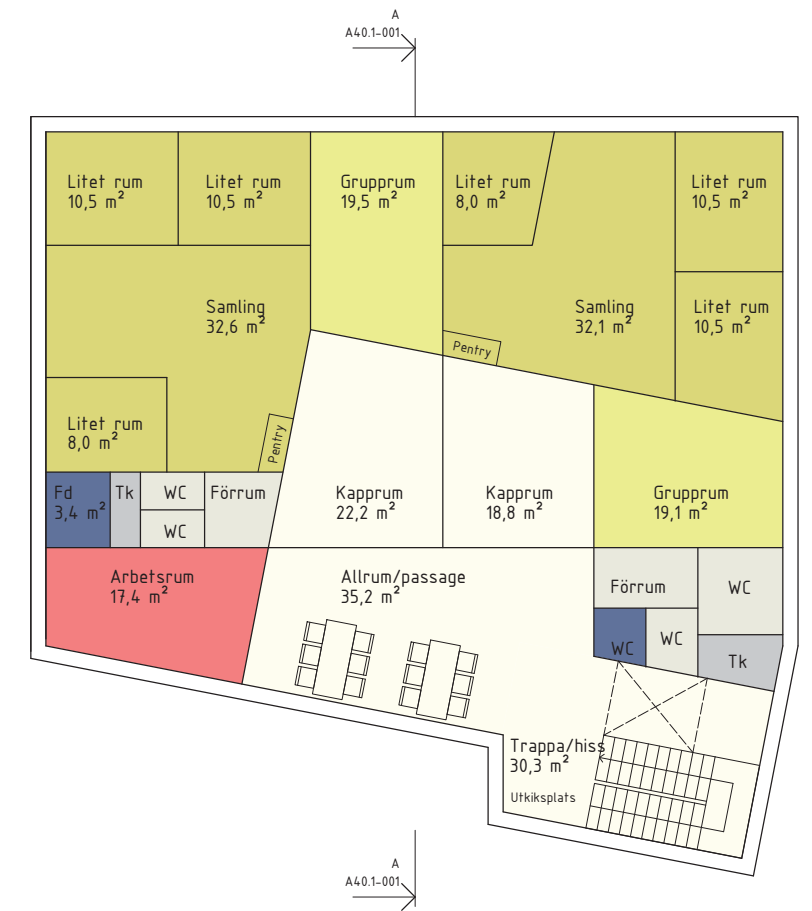 A
A40.1-001
Litet rum
10,5 m²
Litet rum
10,5 m²
Grupprum
19,5 m²
Litet rum
8,0 m²
Litet rum
10,5 m²
Samling
32,6 m²
Samling
32,1 m²
Litet rum
10,5 m²
Pentry
Litet rum
8,0 m²
Pentry
Fd
3,4 m²
Tk
WC
WC
Förrum
Kapprum
22,2 m²
Kapprum
18,8 m²
Grupprum
19,1 m²
Arbetsrum
17,4 m²
Allrum/passage
35,2 m²
Förrum
WC
WC
WC
Tk
Trappa/hiss
30,3 m²
Utkiksplats
A
A40.1-001